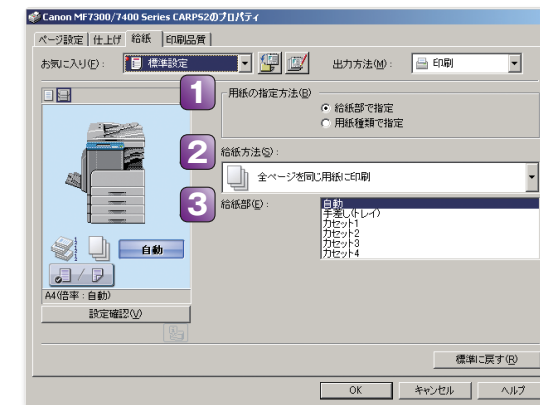 Canon MF7300/7400 Series CARPS2のプロパティ
ページ設定 仕上げ 給紙 印刷品質
お気に入り(F): 標準設定 出力方法(M): 印刷
1 用紙の指定方法(B)
給紙部で指定
用紙種類で指定
2 給紙方法(S):
全ページを同じ用紙に印刷
3 給紙部(E):
自動
手差し(トレイ)
カセット1
カセット2
カセット3
カセット4
自動
A4(倍率:自動)
設定確認(V)
標準に戻す(R)
OK キャンセル ヘルプ